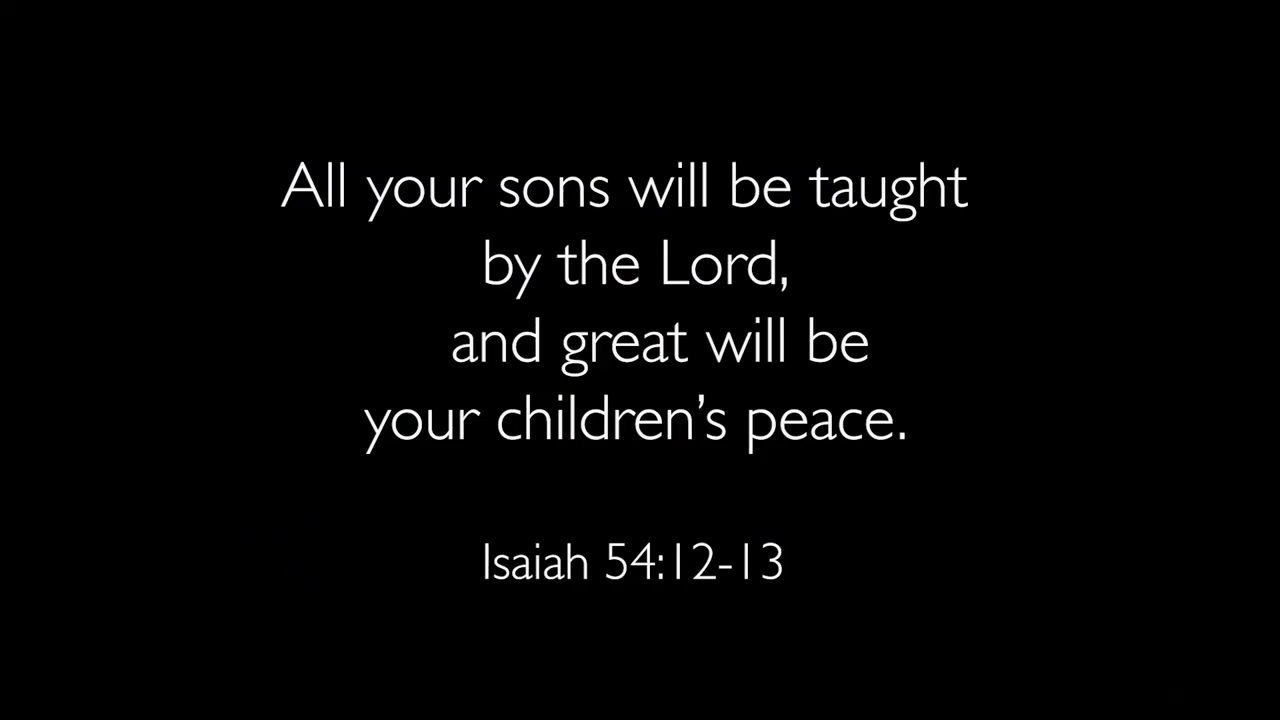 All your sons will be taught
by the Lord,
and great will be
your children’s peace.
Isaiah 54:12-13